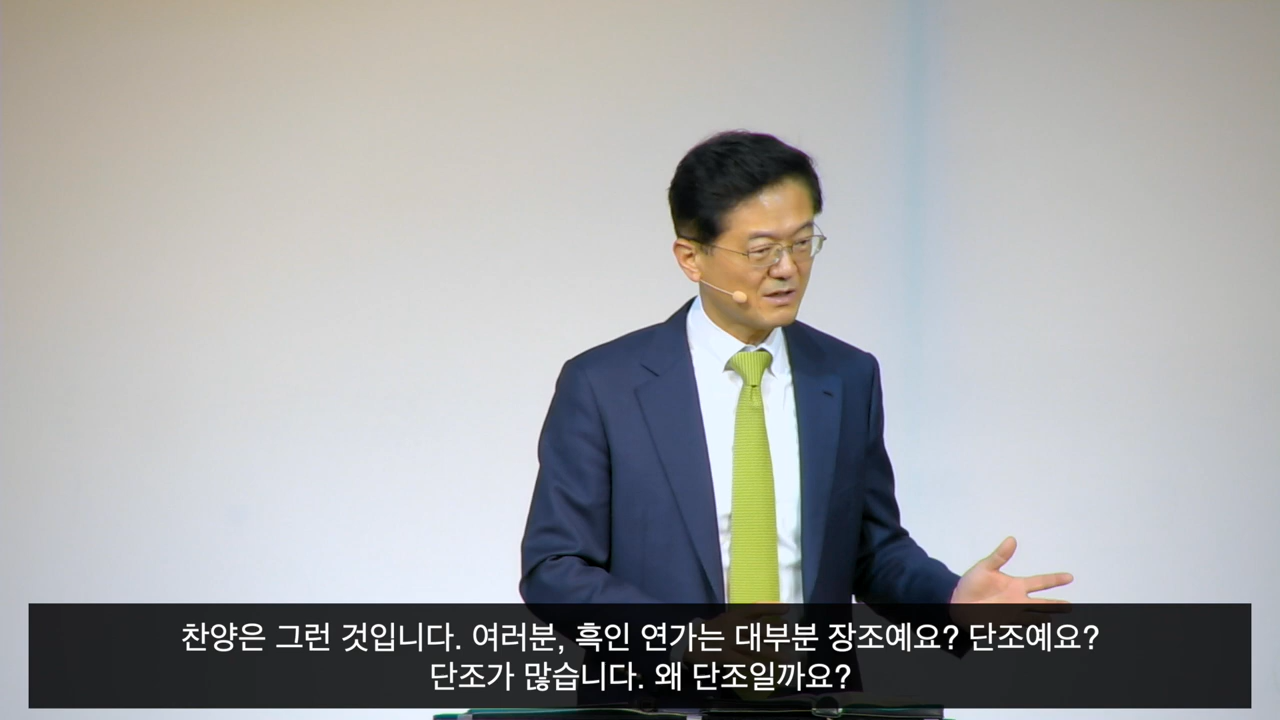 찬양은 그런 것입니다. 여러분, 흑인 연가는 대부분 장조예요? 단조예요?
단조가 많습니다. 왜 단조일까요?